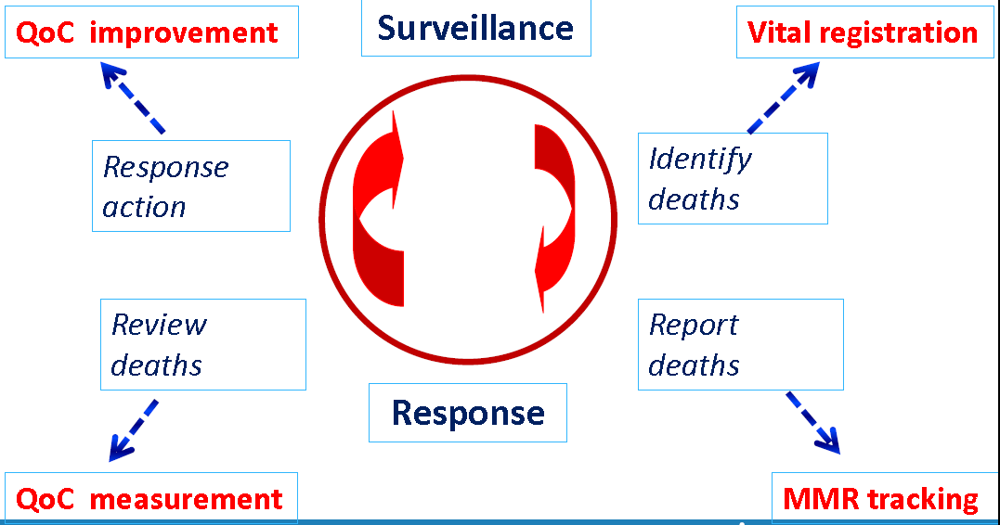 QoC improvement
Surveillance
Vital registration
Response
action
Identify
deaths
Review
deaths
Report
deaths
Response
QoC measurement
MMR tracking